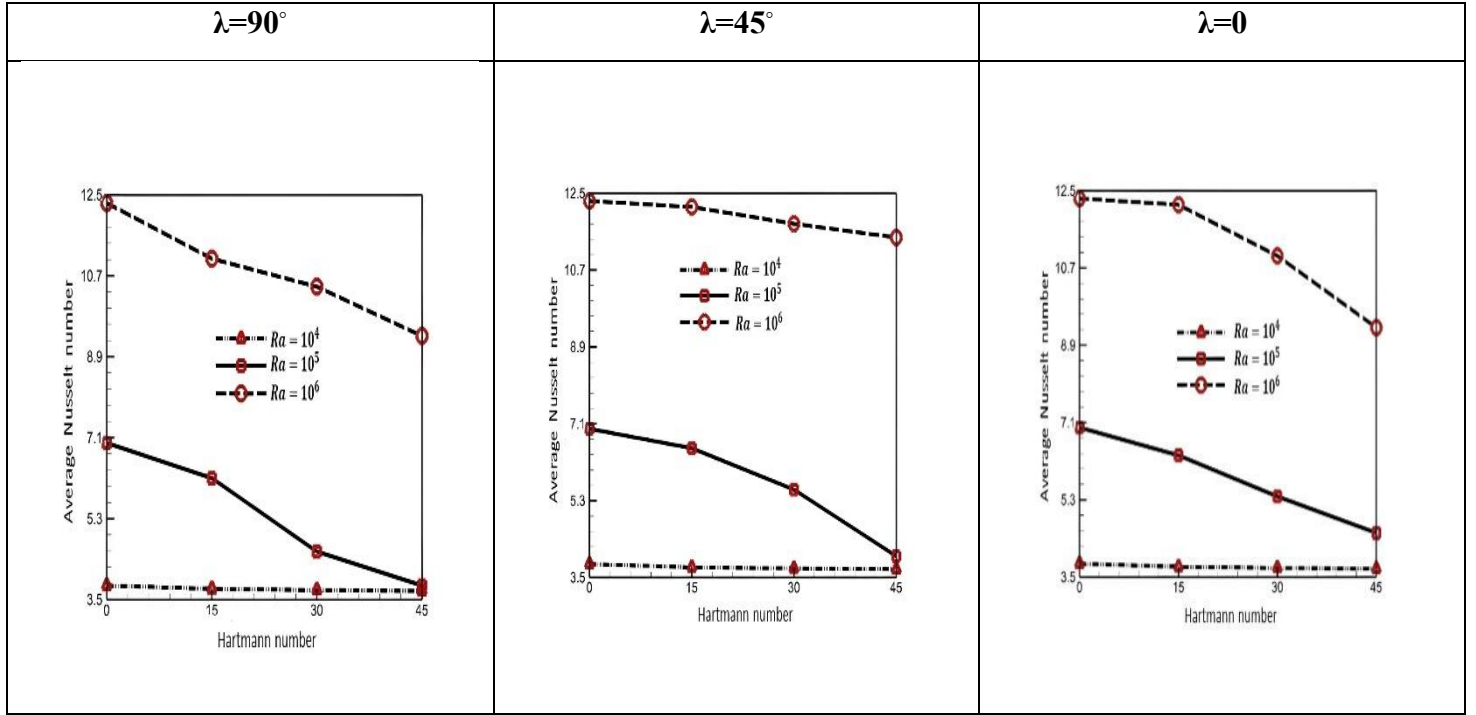 λ=90°
λ=45°
λ=0
12.5
10.7
8.9
7.1
5.3
3.5
Average Nusselt number
Ra = 10⁴
Ra = 10⁵
Ra = 10⁶
0 15 30 45
Hartmann number
12.5
10.7
8.9
7.1
5.3
3.5
Average Nusselt number
Ra = 10⁴
Ra = 10⁵
Ra = 10⁶
0 15 30 45
Hartmann number
12.5
10.7
8.9
7.1
5.3
3.5
Average Nusselt number
Ra = 10⁴
Ra = 10⁵
Ra = 10⁶
0 15 30 45
Hartmann number